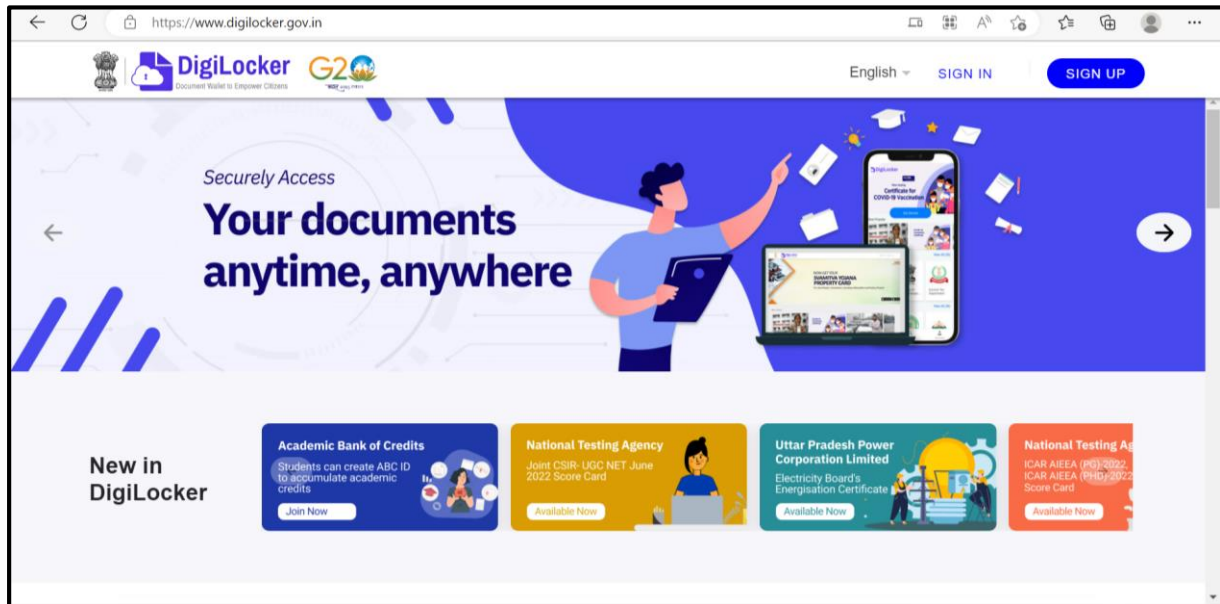 https://www.digilocker.gov.in
DigiLocker
Document Wallet to Empower Citizens
G20
English
SIGN IN
SIGN UP
Securely Access
Your documents
anytime, anywhere
DigiLocker
Certificate for
COVID-19 Vaccination
SVAMITVA YOJANA
PROPERTY CARD
New in
DigiLocker
Academic Bank of Credits
Students can create ABC ID
to accumulate academic
credits
Join Now
National Testing Agency
Joint CSIR- UGC NET June
2022 Score Card
Available Now
Uttar Pradesh Power
Corporation Limited
Electricity Board's
Energisation Certificate
Available Now
National Testing Ag
ICAR AIEEA (PG)-2022,
ICAR AIEEA (PHD)-2022
Score Card
Available Now